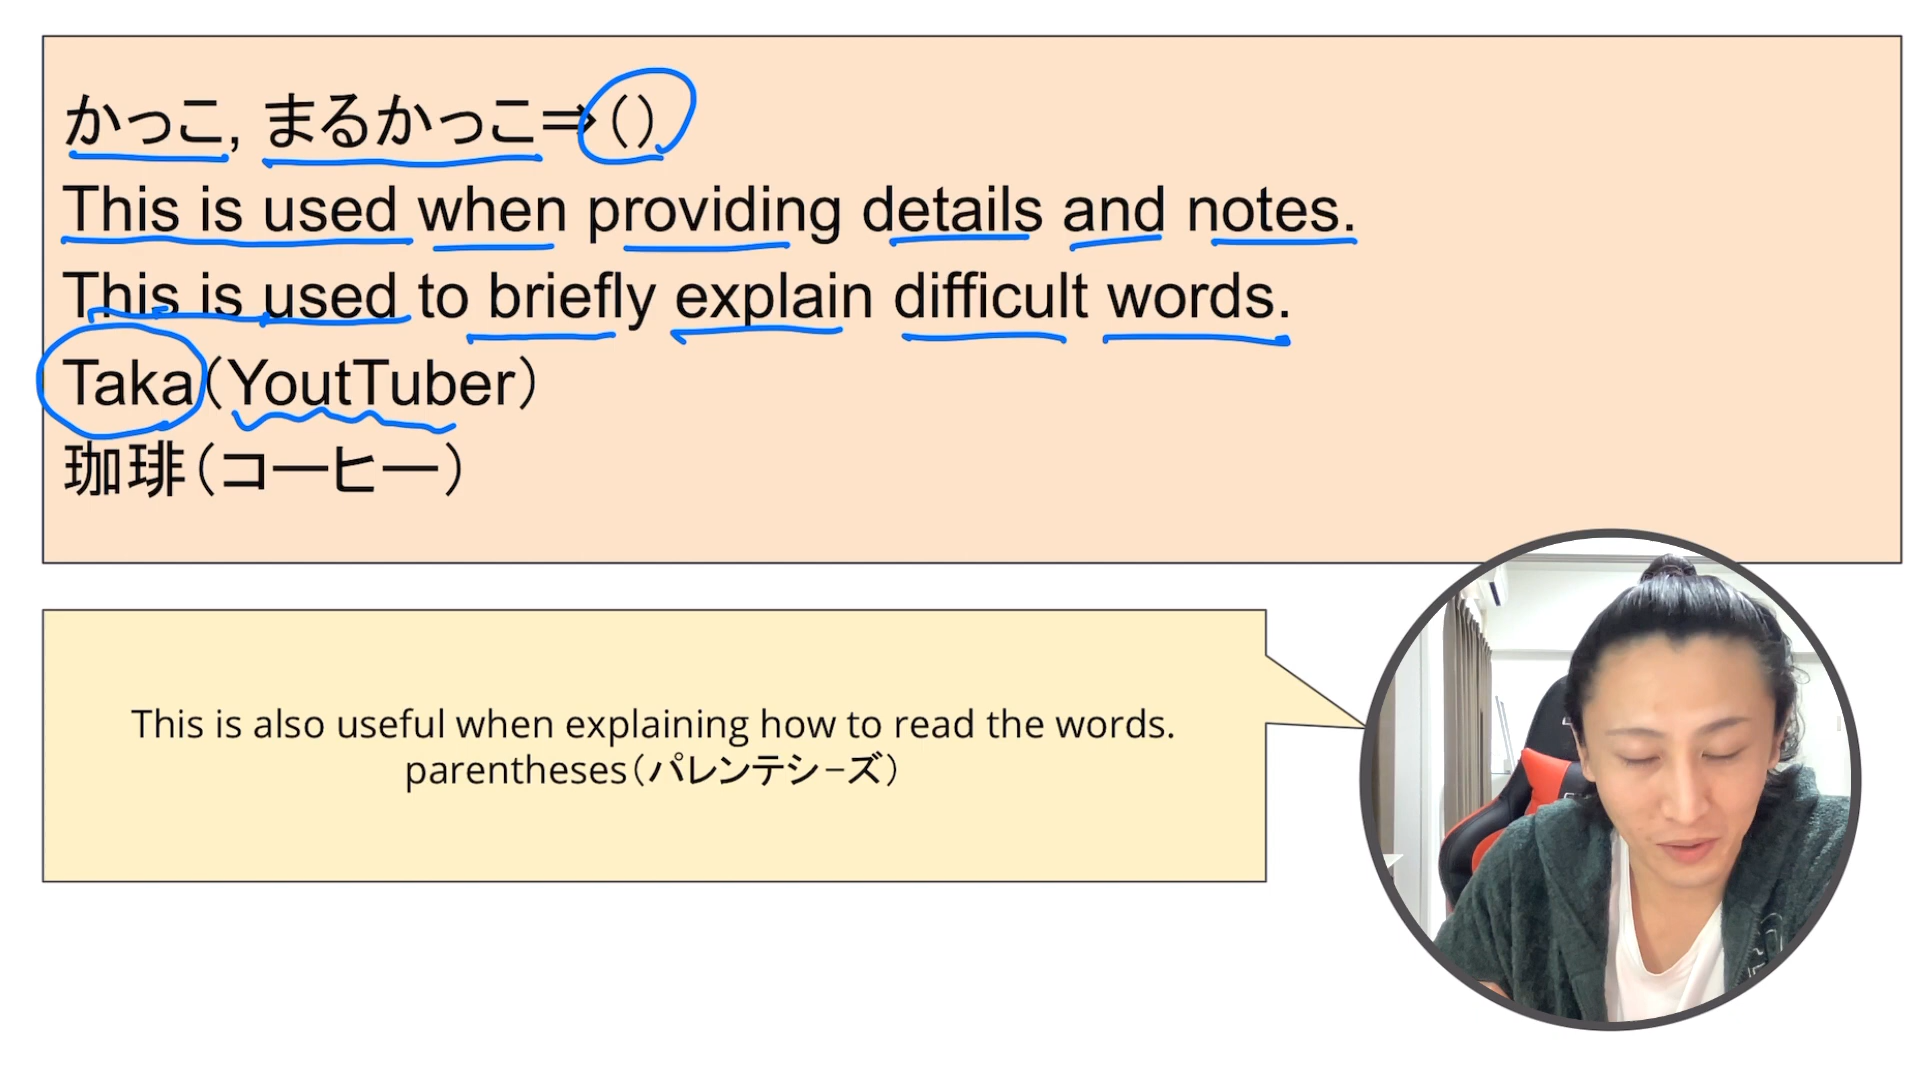 かっこ, まるかっこ⇒（）
This is used when providing details and notes.
This is used to briefly explain difficult words.
Taka（YoutTuber）
珈琲（コーヒー）
This is also useful when explaining how to read the words.
parentheses（パレンテシ−ズ）